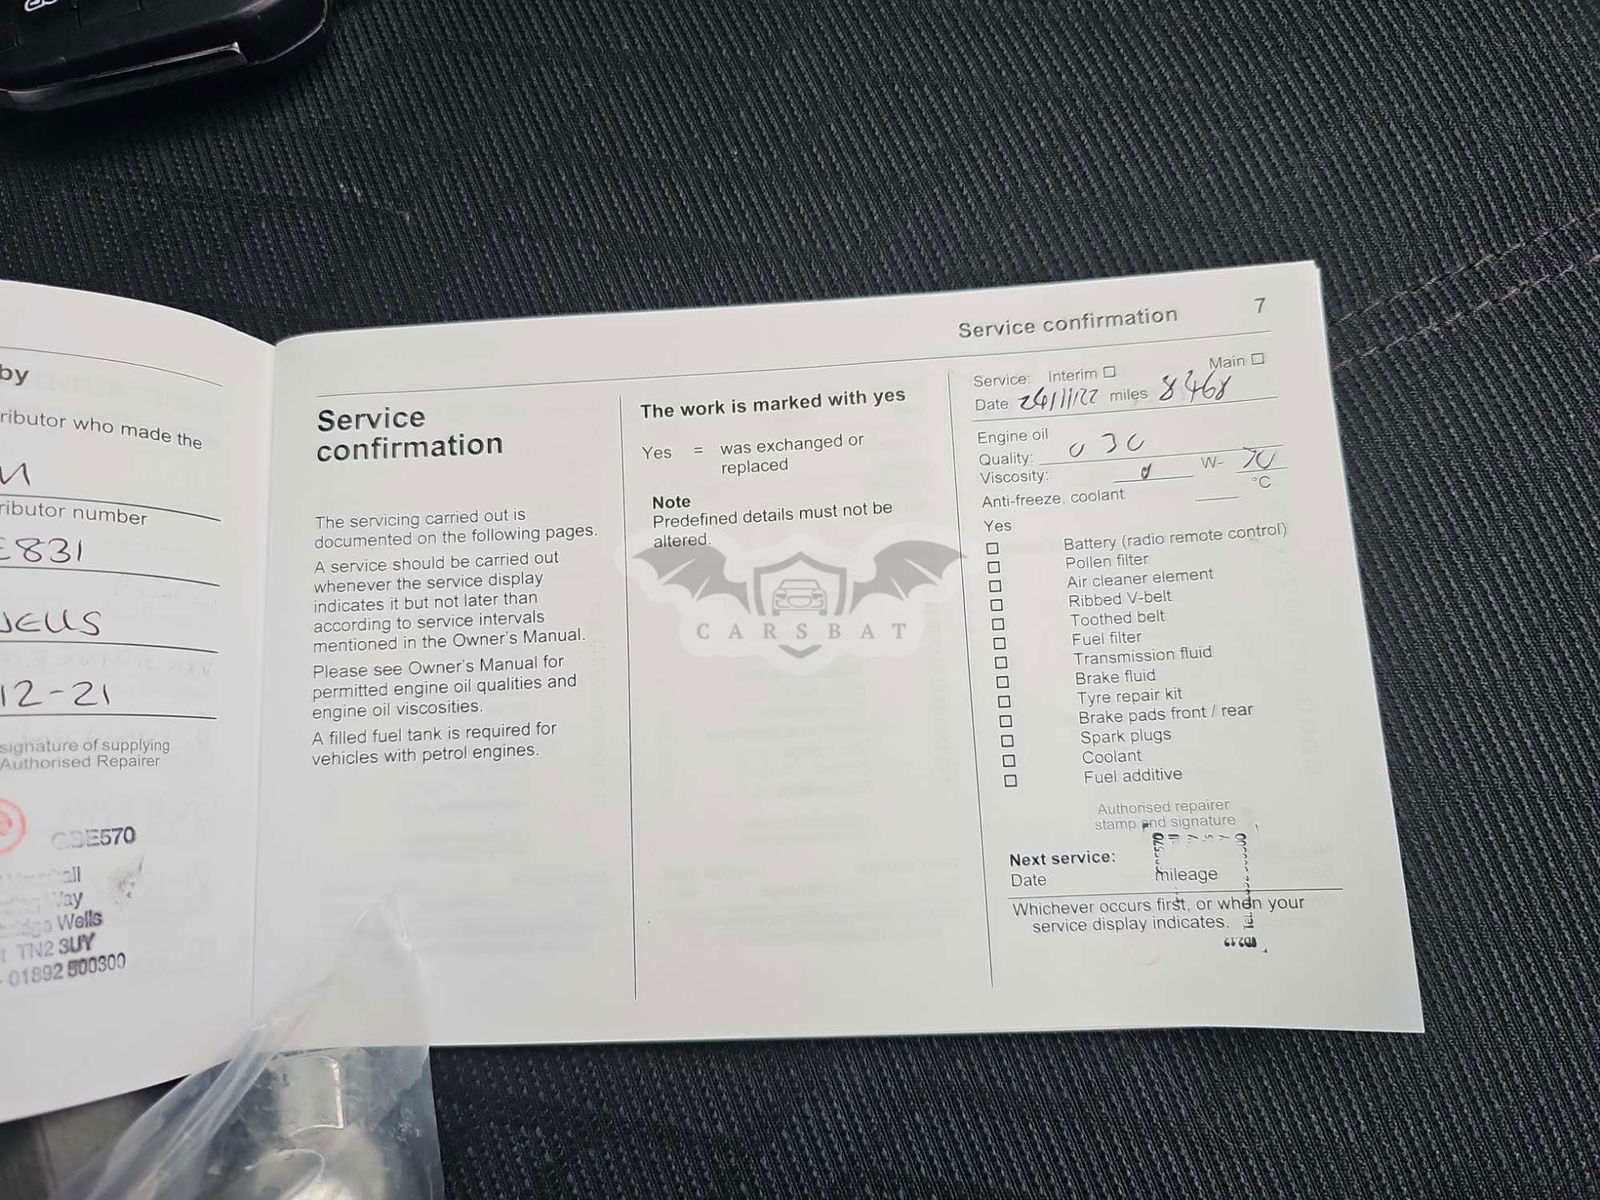 by
ributor who made the
ributor number
E831
WELLS
12-21
signature of supplying
Authorised Repairer
GBE570
Way
Wells
TN2 3UY
01892 500300
Service
confirmation
The servicing carried out is
documented on the following pages.
A service should be carried out
whenever the service display
indicates it but not later than
according to service intervals
mentioned in the Owner's Manual.
Please see Owner's Manual for
permitted engine oil qualities and
engine oil viscosities.
A filled fuel tank is required for
vehicles with petrol engines.
The work is marked with yes
Yes = was exchanged or
replaced
Note
Predefined details must not be
altered.
CARSBAT
Service confirmation 7
Service: Interim Main
Date 24/11/22 miles 8468
Engine oil
Quality: 030
Viscosity: 0 W- 30
Anti-freeze, coolant °C
Yes
Battery (radio remote control)
Pollen filter
Air cleaner element
Ribbed V-belt
Toothed belt
Fuel filter
Transmission fluid
Brake fluid
Tyre repair kit
Brake pads front / rear
Spark plugs
Coolant
Fuel additive
Authorised repairer
stamp and signature
Next service:
Date mileage
Whichever occurs first, or when your
service display indicates.